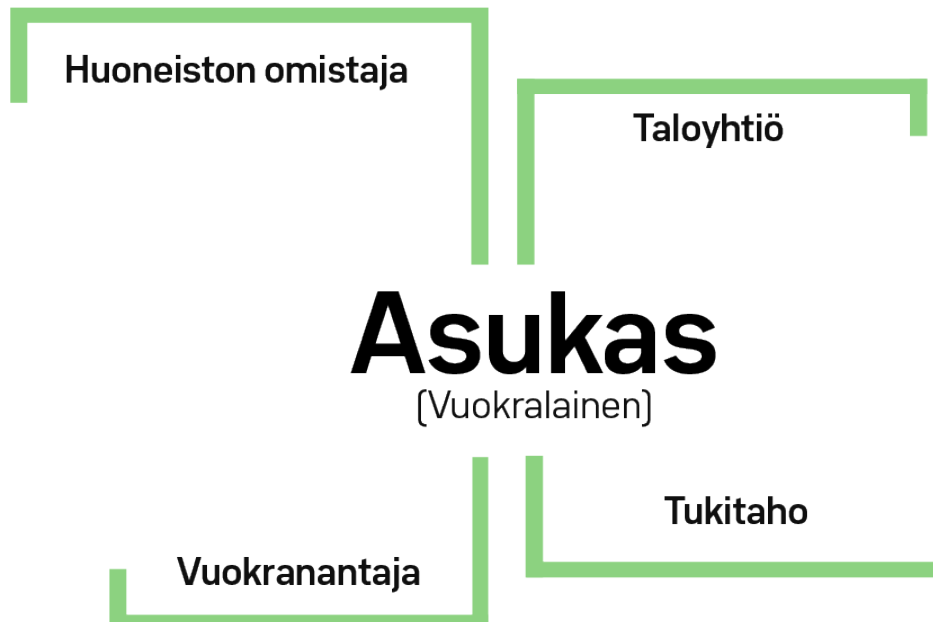 Huoneiston omistaja
Taloyhtiö
Asukas
(Vuokralainen)
Tukitaho
Vuokranantaja